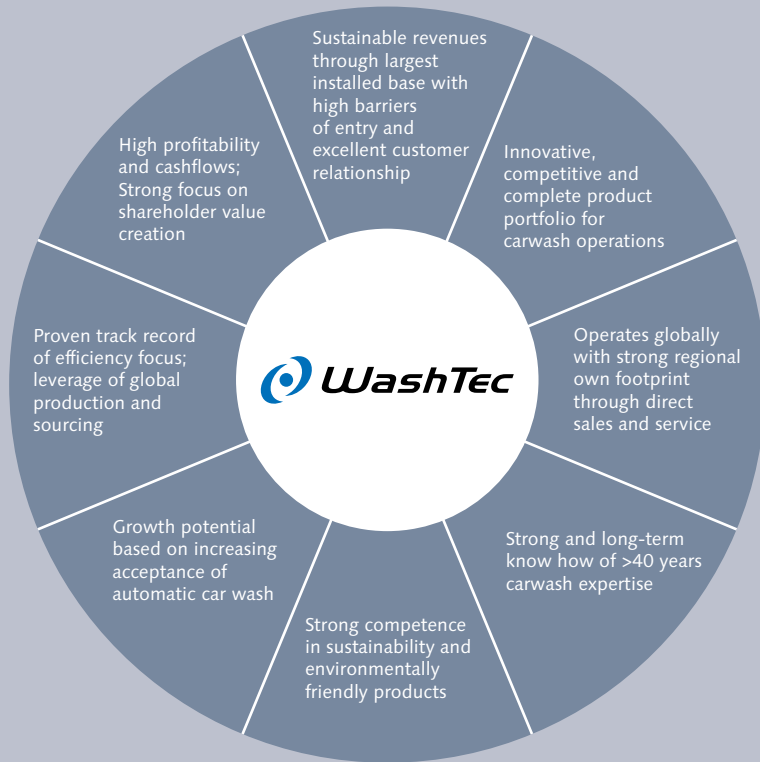 Sustainable revenues
through largest
installed base with
high barriers
of entry and
excellent customer
relationship
Innovative,
competitive and
complete product
portfolio for
carwash operations
Operates globally
with strong regional
own footprint
through direct
sales and service
Strong and long-term
know how of >40 years
carwash expertise
Strong competence
in sustainability and
environmentally
friendly products
Growth potential
based on increasing
acceptance of
automatic car wash
Proven track record
of efficiency focus;
leverage of global
production and
sourcing
High profitability
and cashflows;
Strong focus on
shareholder value
creation
WashTec